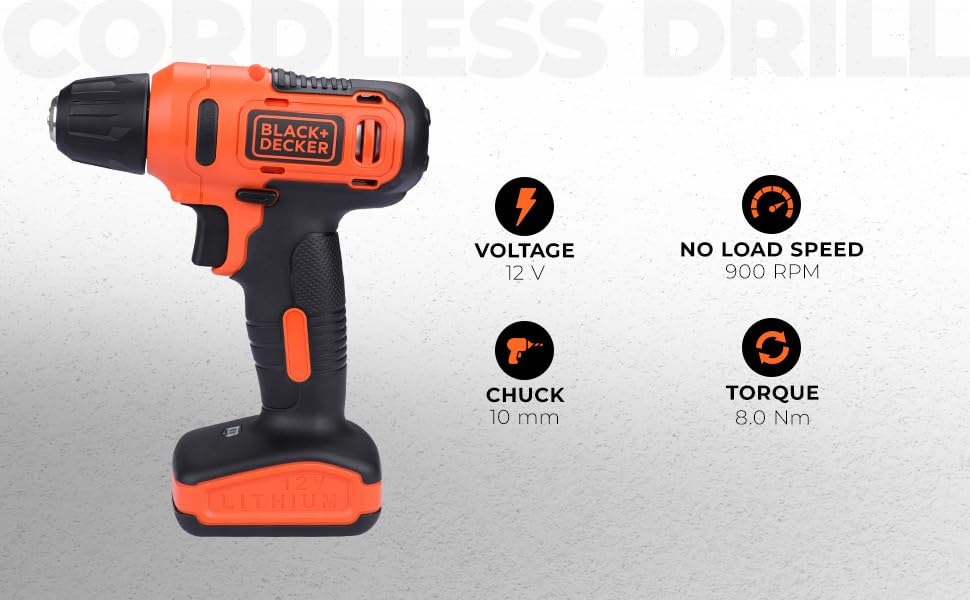 CORDLESS DRILL
BLACK+
DECKER
VOLTAGE
12 V
NO LOAD SPEED
900 RPM
CHUCK
10 mm
TORQUE
8.0 Nm
12V
LITHIUM